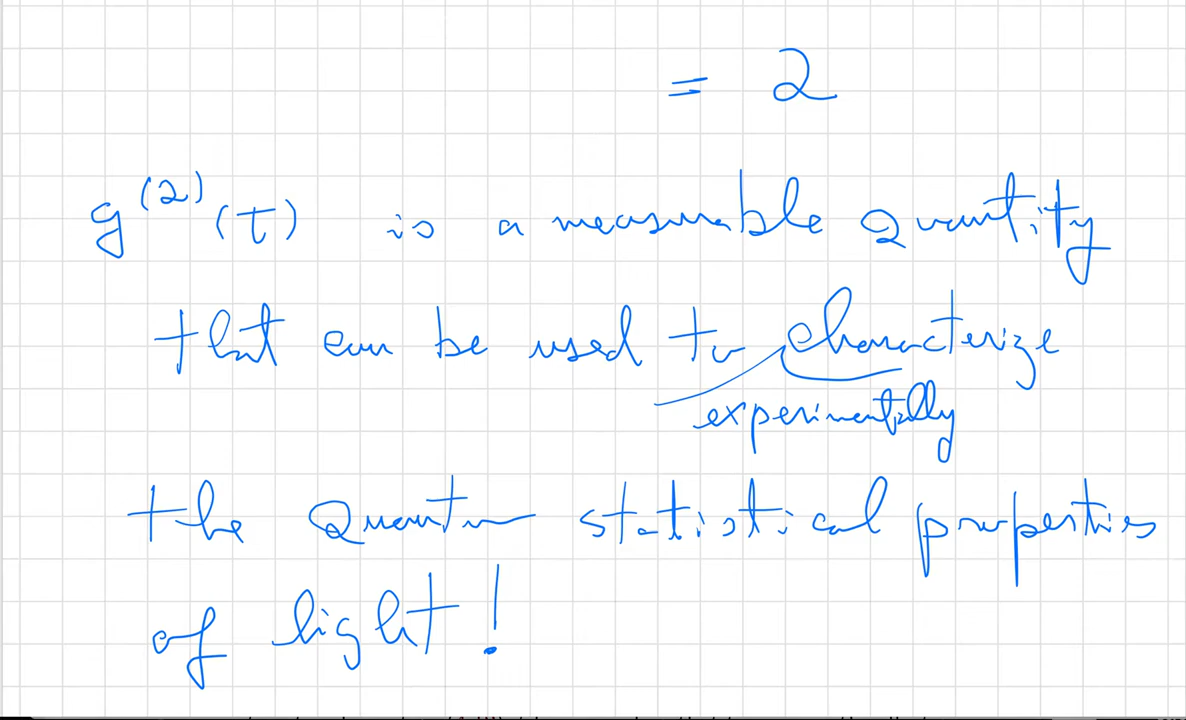 = 2
g^(2)(τ) is a measurable quantity
that can be used to characterize
experimentally
the quantum statistical properties
of light!